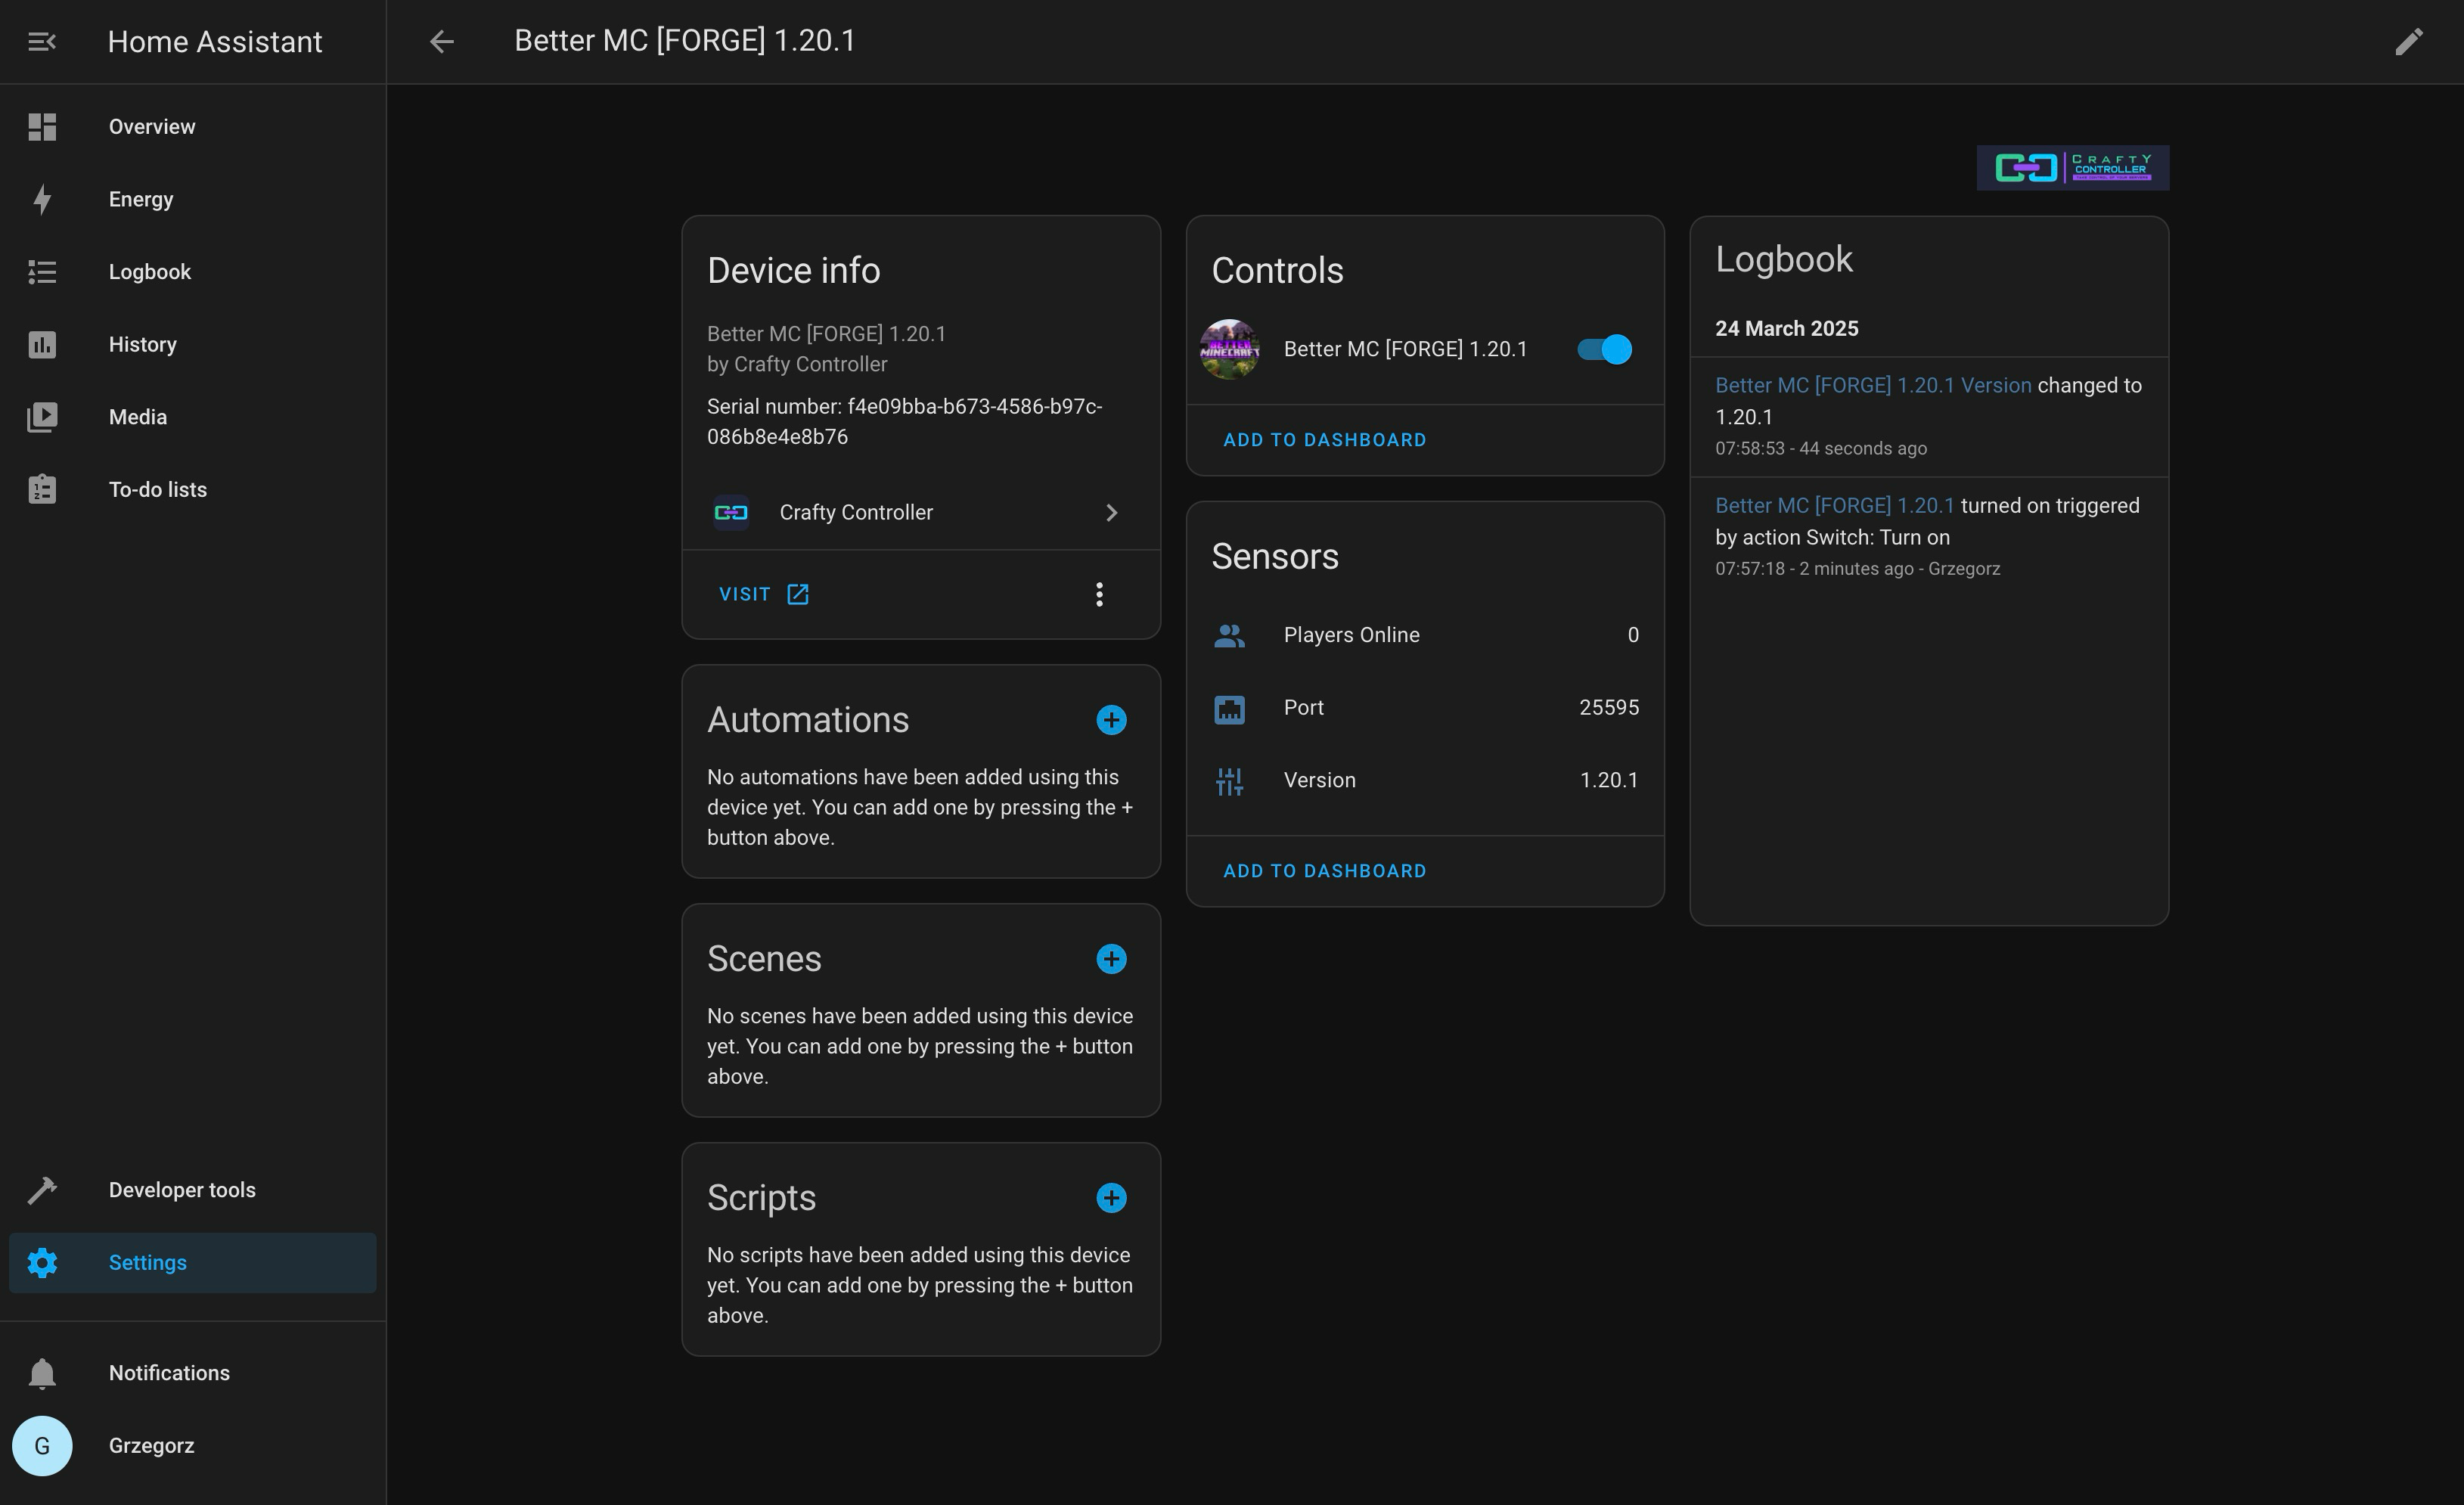 Home Assistant
Better MC [FORGE] 1.20.1
Overview
Energy
Logbook
History
Media
To-do lists
Developer tools
Settings
Notifications
G
Grzegorz
CRAFTY
CONTROLLER
Device info
Better MC [FORGE] 1.20.1
by Crafty Controller
Serial number: f4e09bba-b673-4586-b97c-
086b8e4e8b76
Crafty Controller
VISIT
Automations
No automations have been added using this
device yet. You can add one by pressing the +
button above.
Scenes
No scenes have been added using this device
yet. You can add one by pressing the + button
above.
Scripts
No scripts have been added using this device
yet. You can add one by pressing the + button
above.
Controls
BETTER
MINECRAFT
Better MC [FORGE] 1.20.1
ADD TO DASHBOARD
Sensors
Players Online 0
Port 25595
Version 1.20.1
ADD TO DASHBOARD
Logbook
24 March 2025
Better MC [FORGE] 1.20.1 Version changed to
1.20.1
07:58:53 - 44 seconds ago
Better MC [FORGE] 1.20.1 turned on triggered
by action Switch: Turn on
07:57:18 - 2 minutes ago - Grzegorz